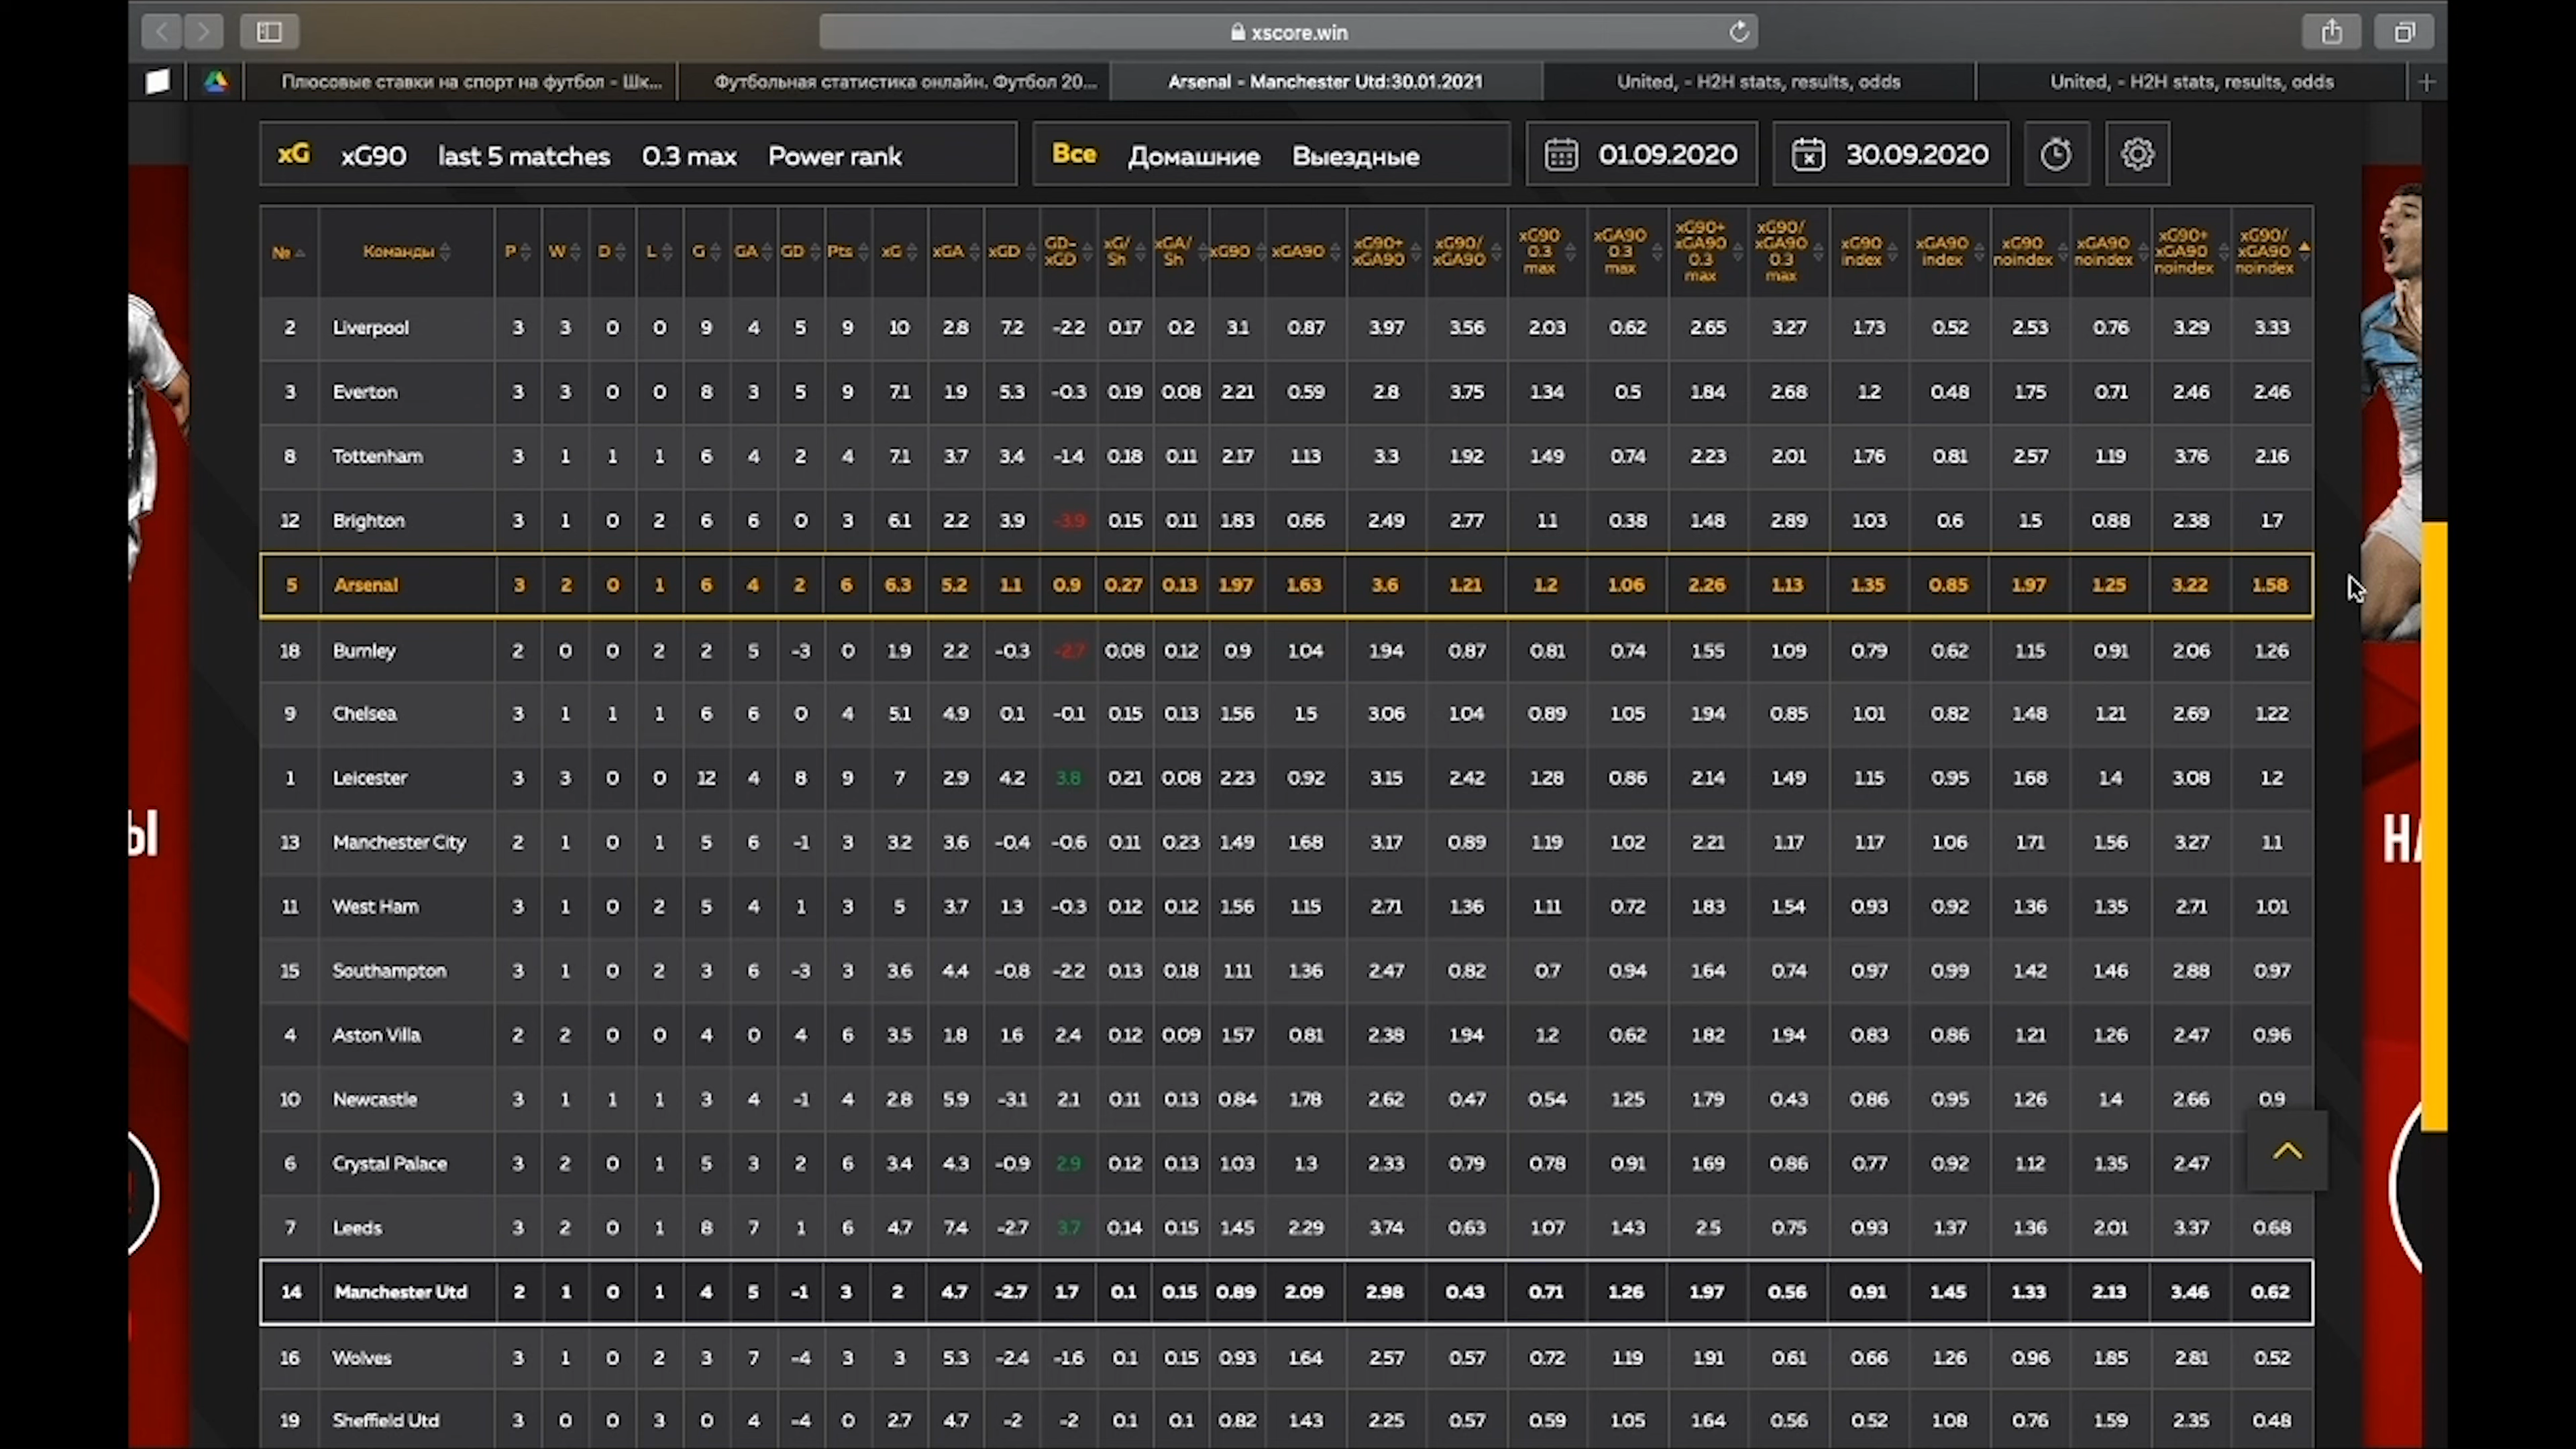 xscore.win
Плюсовые ставки на спорт на футбол - Шк... Футбольная статистика онлайн. Футбол 20... Arsenal - Manchester Utd:30.01.2021 United, - H2H stats, results, odds United, - H2H stats, results, odds
xG xG90 last 5 matches 0.3 max Power rank Все Домашние Выездные 01.09.2020 30.09.2020
№ Команды P W D L G GA GD Pts xG xGA xGD GD-xGD xG/Sh xGA/Sh xG90 xGA90 xG90+xGA90 xG90/xGA90 xG90 0.3 max xGA90 0.3 max xG90+xGA90 0.3 max xG90/xGA90 0.3 max xG90 index xGA90 index xG90 noindex xGA90 noindex xG90+xGA90 noindex xG90/xGA90 noindex
2 Liverpool 3 3 0 0 9 4 5 9 10 2.8 7.2 -2.2 0.17 0.2 3.1 0.87 3.97 3.56 2.03 0.62 2.65 3.27 1.73 0.52 2.53 0.76 3.29 3.33
3 Everton 3 3 0 0 8 3 5 9 7.1 1.9 5.3 -0.3 0.19 0.08 2.21 0.59 2.8 3.75 1.34 0.5 1.84 2.68 1.2 0.48 1.75 0.71 2.46 2.46
8 Tottenham 3 1 1 1 6 4 2 4 7.1 3.7 3.4 -1.4 0.18 0.11 2.17 1.13 3.3 1.92 1.49 0.74 2.23 2.01 1.76 0.81 2.57 1.19 3.76 2.16
12 Brighton 3 1 0 2 6 6 0 3 6.1 2.2 3.9 -3.9 0.15 0.11 1.83 0.66 2.49 2.77 1.1 0.38 1.48 2.89 1.03 0.6 1.5 0.88 2.38 1.7
5 Arsenal 3 2 0 1 6 4 2 6 6.3 5.2 1.1 0.9 0.27 0.13 1.97 1.63 3.6 1.21 1.2 1.06 2.26 1.13 1.35 0.85 1.97 1.25 3.22 1.58
18 Burnley 2 0 0 2 2 5 -3 0 1.9 2.2 -0.3 -2.7 0.08 0.12 0.9 1.04 1.94 0.87 0.81 0.74 1.55 1.09 0.79 0.62 1.15 0.91 2.06 1.26
9 Chelsea 3 1 1 1 6 6 0 4 5.1 4.9 0.1 -0.1 0.15 0.13 1.56 1.5 3.06 1.04 0.89 1.05 1.94 0.85 1.01 0.82 1.48 1.21 2.69 1.22
1 Leicester 3 3 0 0 12 4 8 9 7 2.9 4.2 3.8 0.21 0.08 2.23 0.92 3.15 2.42 1.28 0.86 2.14 1.49 1.15 0.95 1.68 1.4 3.08 1.2
13 Manchester City 2 1 0 1 5 6 -1 3 3.2 3.6 -0.4 -0.6 0.11 0.23 1.49 1.68 3.17 0.89 1.19 1.02 2.21 1.17 1.17 1.06 1.71 1.56 3.27 1.1
11 West Ham 3 1 0 2 5 4 1 3 5 3.7 1.3 -0.3 0.12 0.12 1.56 1.15 2.71 1.36 1.11 0.72 1.83 1.54 0.93 0.92 1.36 1.35 2.71 1.01
15 Southampton 3 1 0 2 3 6 -3 3 3.6 4.4 -0.8 -2.2 0.13 0.18 1.11 1.36 2.47 0.82 0.7 0.94 1.64 0.74 0.97 0.99 1.42 1.46 2.88 0.97
4 Aston Villa 2 2 0 0 4 0 4 6 3.5 1.8 1.6 2.4 0.12 0.09 1.57 0.81 2.38 1.94 1.2 0.62 1.82 1.94 0.83 0.86 1.21 1.26 2.47 0.96
10 Newcastle 3 1 1 1 3 4 -1 4 2.8 5.9 -3.1 2.1 0.11 0.13 0.84 1.78 2.62 0.47 0.54 1.25 1.79 0.43 0.86 0.95 1.26 1.4 2.66 0.9
6 Crystal Palace 3 2 0 1 5 3 2 6 3.4 4.3 -0.9 2.9 0.12 0.13 1.03 1.3 2.33 0.79 0.78 0.91 1.69 0.86 0.77 0.92 1.12 1.35 2.47
7 Leeds 3 2 0 1 8 7 1 6 4.7 7.4 -2.7 3.7 0.14 0.15 1.45 2.29 3.74 0.63 1.07 1.43 2.5 0.75 0.93 1.37 1.36 2.01 3.37 0.68
14 Manchester Utd 2 1 0 1 4 5 -1 3 2 4.7 -2.7 1.7 0.1 0.15 0.89 2.09 2.98 0.43 0.71 1.26 1.97 0.56 0.91 1.45 1.33 2.13 3.46 0.62
16 Wolves 3 1 0 2 3 7 -4 3 3 5.3 -2.4 -1.6 0.1 0.15 0.93 1.64 2.57 0.57 0.72 1.19 1.91 0.61 0.66 1.26 0.96 1.85 2.81 0.52
19 Sheffield Utd 3 0 0 3 0 4 -4 0 2.7 4.7 -2 -2 0.1 0.1 0.82 1.43 2.25 0.57 0.59 1.05 1.64 0.56 0.52 1.08 0.76 1.59 2.35 0.48